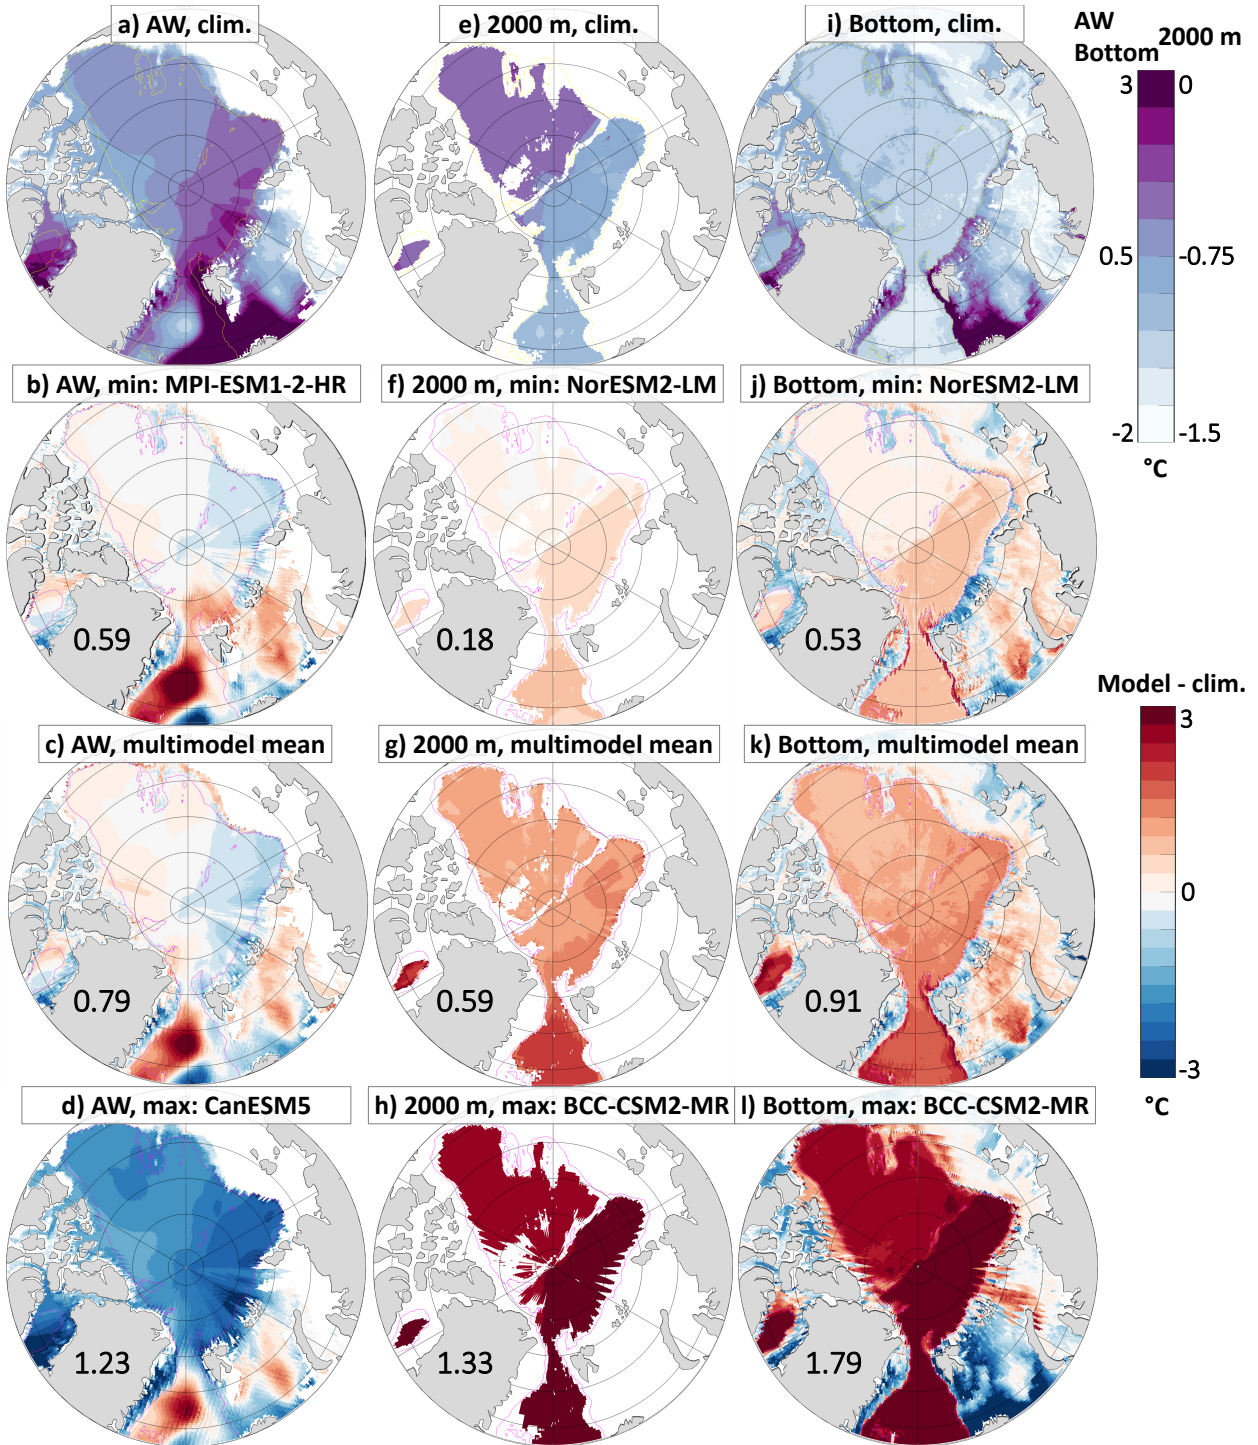 a) AW, clim.
e) 2000 m, clim.
i) Bottom, clim.
AW
Bottom
2000 m
3
0
0.5
-0.75
-2
-1.5
°C
b) AW, min: MPI-ESM1-2-HR
f) 2000 m, min: NorESM2-LM
j) Bottom, min: NorESM2-LM
0.59
0.18
0.53
Model - clim.
3
0
-3
°C
c) AW, multimodel mean
g) 2000 m, multimodel mean
k) Bottom, multimodel mean
0.79
0.59
0.91
d) AW, max: CanESM5
h) 2000 m, max: BCC-CSM2-MR
l) Bottom, max: BCC-CSM2-MR
1.23
1.33
1.79